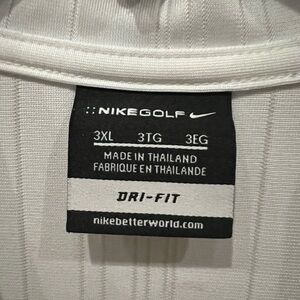 NIKEGOLF
3XL 3TG 3EG
MADE IN THAILAND
FABRIQUE EN THAILANDE
DRI-FIT
nikebetterworld.com